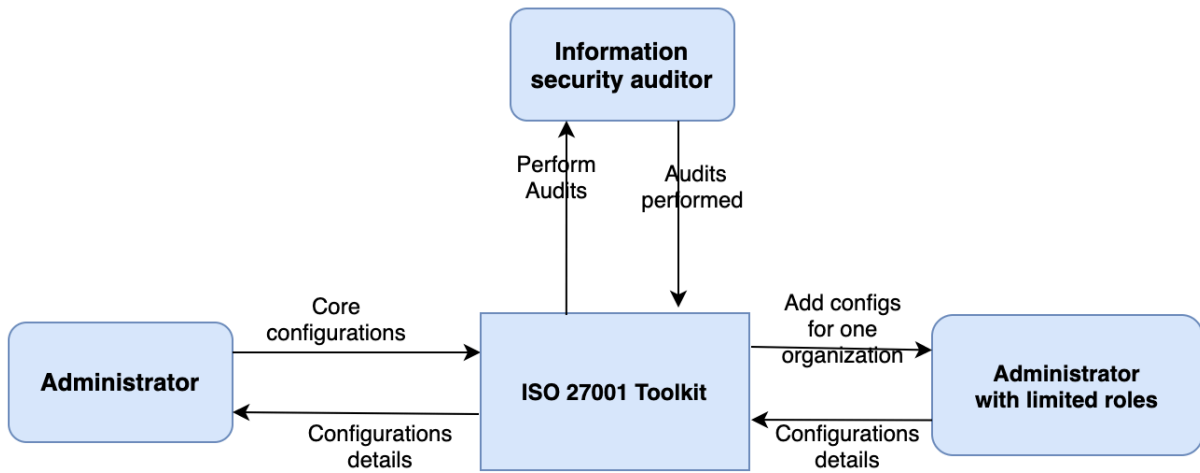 Information
security auditor
Perform
Audits
Audits
performed
Core
configurations
Add configs
for one
organization
Administrator
ISO 27001 Toolkit
Administrator
with limited roles
Configurations
details
Configurations
details